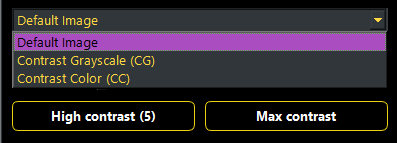 Default Image
Default Image
Contrast Grayscale (CG)
Contrast Color (CC)
High contrast (5) Max contrast